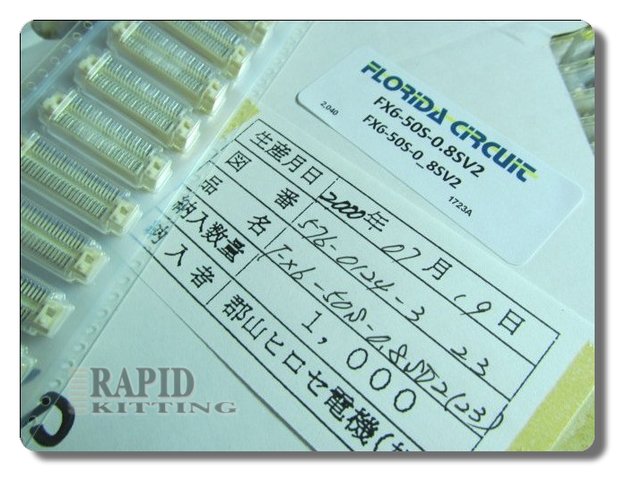 FLORIDA CIRCUIT
FX6-50S-0.8SV2
FX6-50S-0_8SV2
2,040
1723A
生産月日 2000年 07月 19日
図番 576-0124-3 23
品名 FX6-50S-0.8SV2(23)
納入数量 1,000
納入者 郡山ヒロセ電機(
RAPID
KITTING